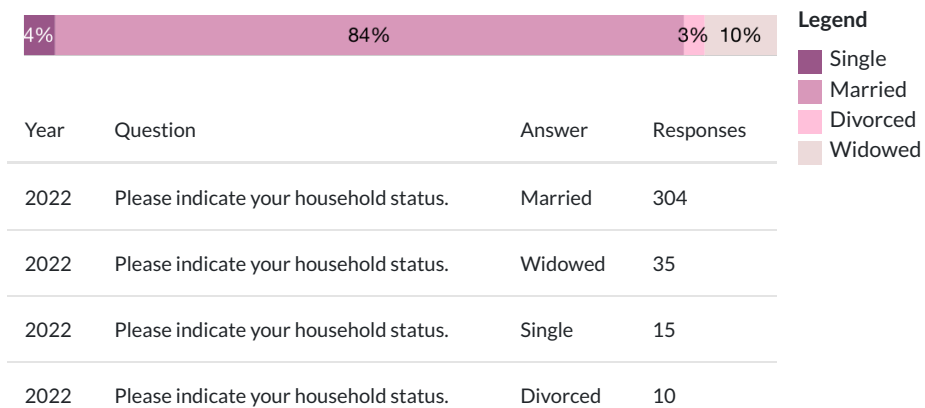 4% 84% 3% 10%
Legend
Single
Married
Divorced
Widowed
Year Question Answer Responses
2022 Please indicate your household status. Married 304
2022 Please indicate your household status. Widowed 35
2022 Please indicate your household status. Single 15
2022 Please indicate your household status. Divorced 10